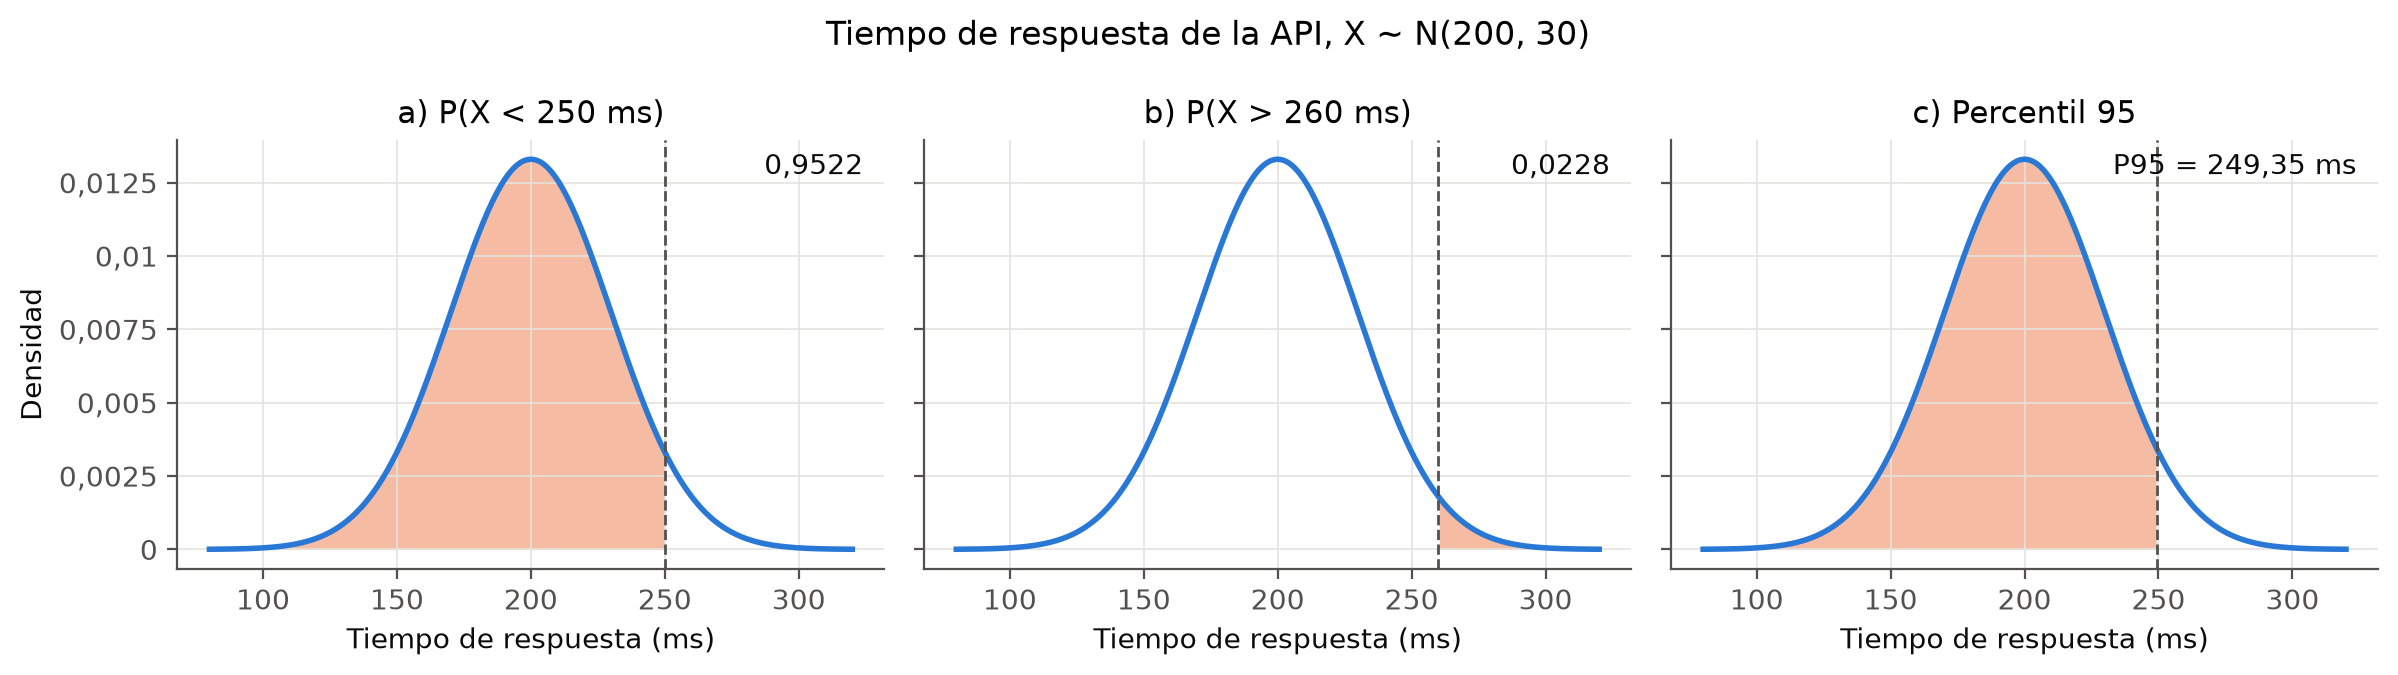 Tiempo de respuesta de la API, X ~ N(200, 30)
a) P(X < 250 ms)
0,9522
Densidad
0,0125
0,01
0,0075
0,005
0,0025
0
100 150 200 250 300
Tiempo de respuesta (ms)
b) P(X > 260 ms)
0,0228
100 150 200 250 300
Tiempo de respuesta (ms)
c) Percentil 95
P95 = 249,35 ms
100 150 200 250 300
Tiempo de respuesta (ms)